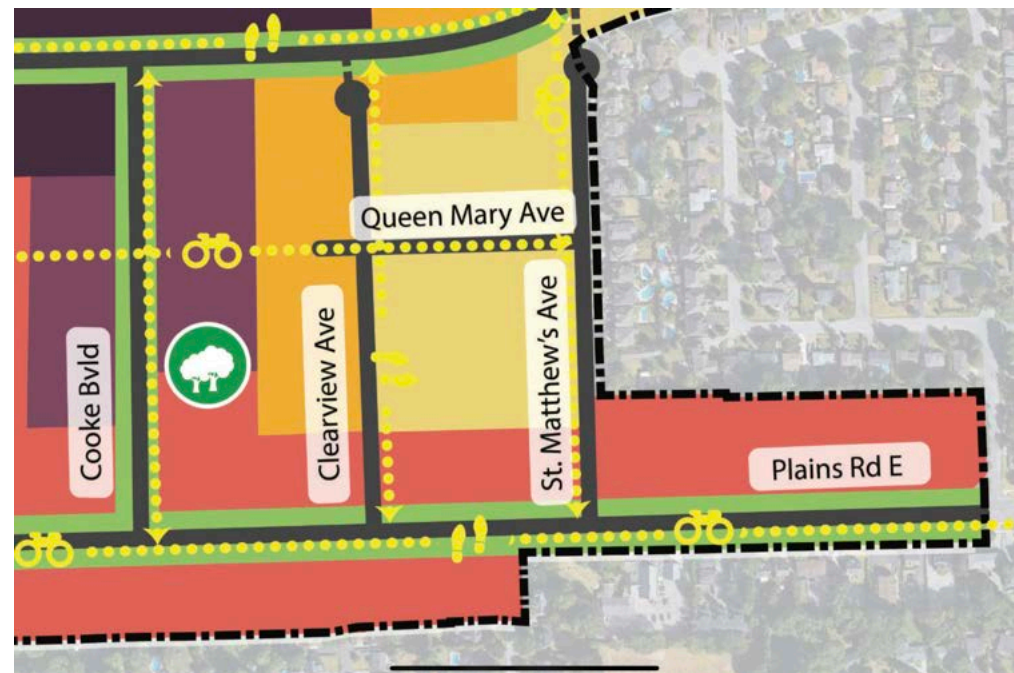 Queen Mary Ave
Cooke Bvld
Clearview Ave
St. Matthew's Ave
Plains Rd E